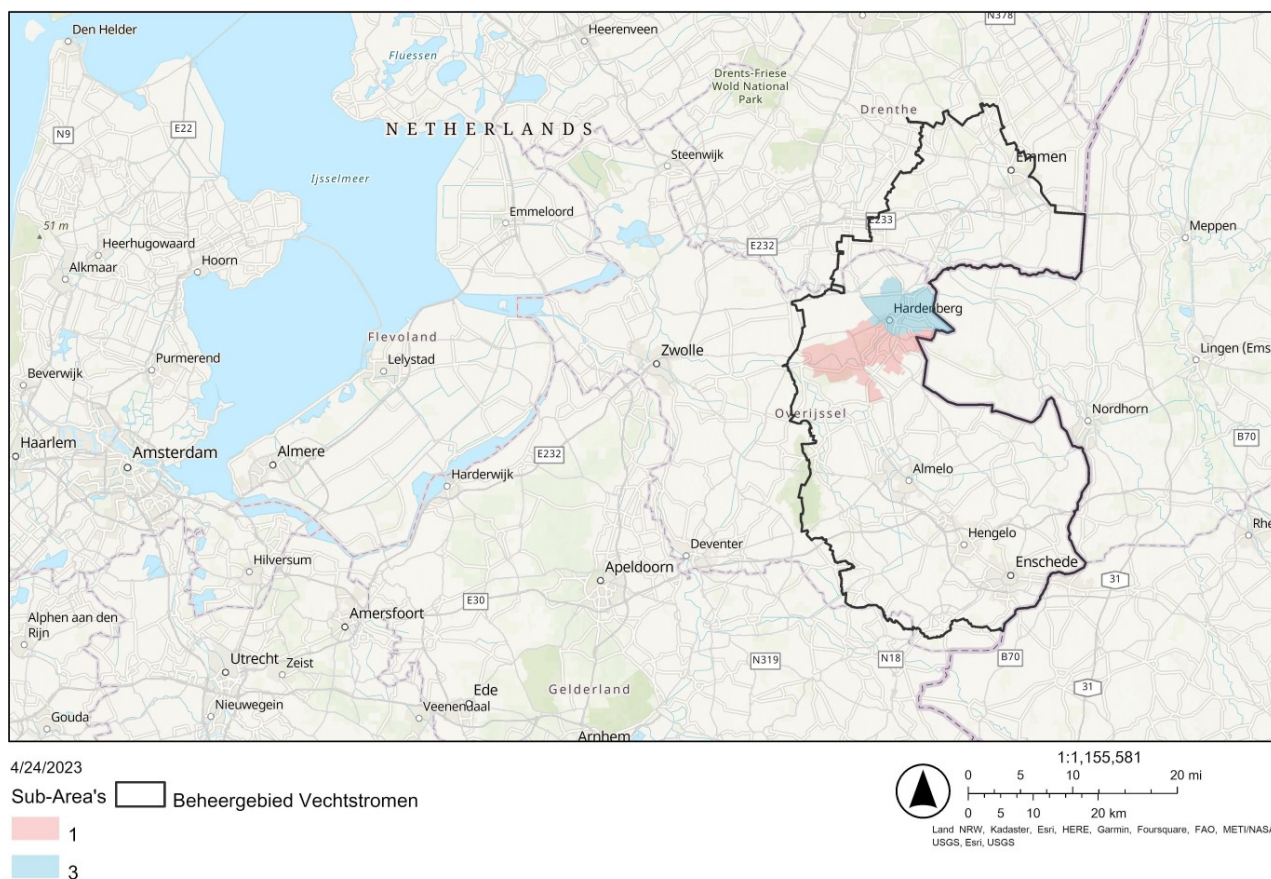 Den Helder
Heerenveen
N378
Fluessen
Drents-Friese
Wold National
Park
Drenthe
N9
E22
NETHERLANDS
Steenwijk
Emmen
Ijsselmeer
51 m
Emmeloord
E233
Meppen
Heerhugowaard
E232
Alkmaar
Hoorn
Hardenberg
Flevoland
Zwolle
Lingen (Ems
Purmerend
Lelystad
Beverwijk
Overijssel
Nordhorn
B70
Haarlem
Amsterdam
Almere
E232
Harderwijk
Almelo
Rhe
Hengelo
Deventer
Hilversum
Enschede
Apeldoorn
31
Alphen aan den
Rijn
Amersfoort
E30
Utrecht
Zeist
N319
N18
B70
Gelderland
31
Ede
Nieuwegein
Veenendaal
Gouda
Arnhem
4/24/2023
Sub-Area's
Beheergebied Vechtstromen
1
3
1:1,155,581
0 5 10 20 mi
0 5 10 20 km
Land NRW, Kadaster, Esri, HERE, Garmin, Foursquare, FAO, METI/NASA
USGS, Esri, USGS